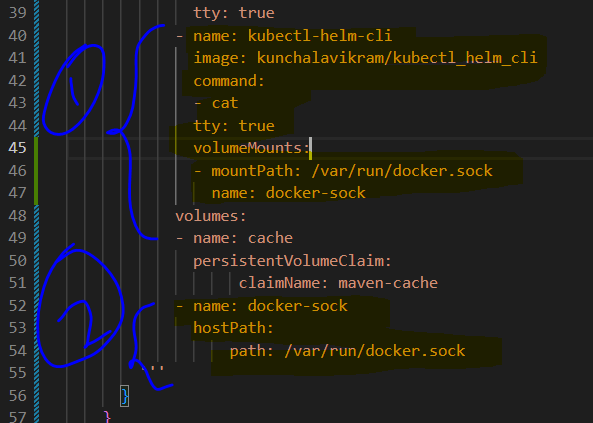 39 tty: true
40 - name: kubectl-helm-cli
41 image: kunchalavikram/kubectl_helm_cli
42 command:
43 - cat
44 tty: true
45 volumeMounts:
46 - mountPath: /var/run/docker.sock
47 name: docker-sock
48 volumes:
49 - name: cache
50 persistentVolumeClaim:
51 claimName: maven-cache
52 - name: docker-sock
53 hostPath:
54 path: /var/run/docker.sock
55 '''
56 }
57 }
1
2